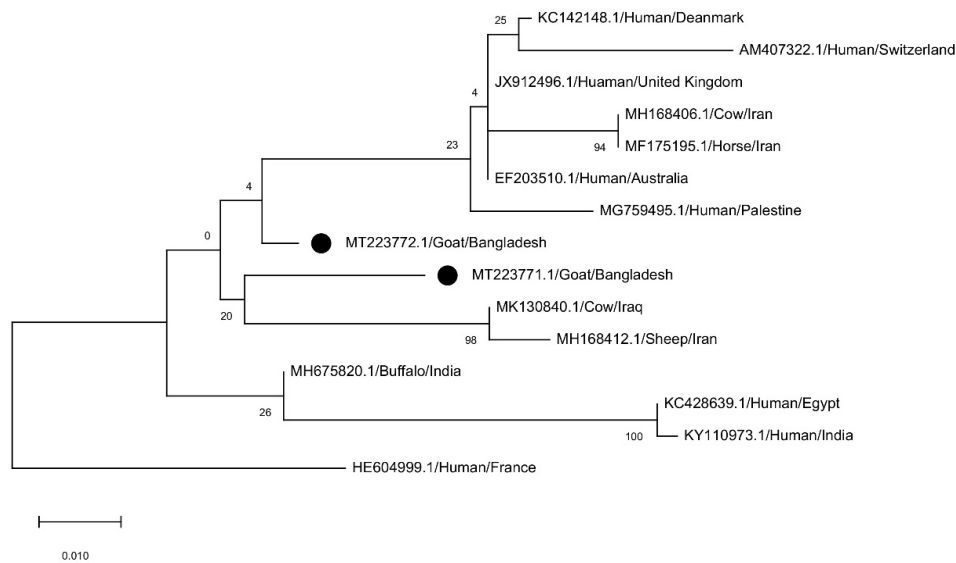 25
KC142148.1/Human/Deanmark
AM407322.1/Human/Switzerland
JX912496.1/Huaman/United Kingdom
4
MH168406.1/Cow/Iran
94
MF175195.1/Horse/Iran
23
EF203510.1/Human/Australia
4
MG759495.1/Human/Palestine
0
MT223772.1/Goat/Bangladesh
MT223771.1/Goat/Bangladesh
20
MK130840.1/Cow/Iraq
98
MH168412.1/Sheep/Iran
MH675820.1/Buffalo/India
26
KC428639.1/Human/Egypt
100
KY110973.1/Human/India
HE604999.1/Human/France
0.010